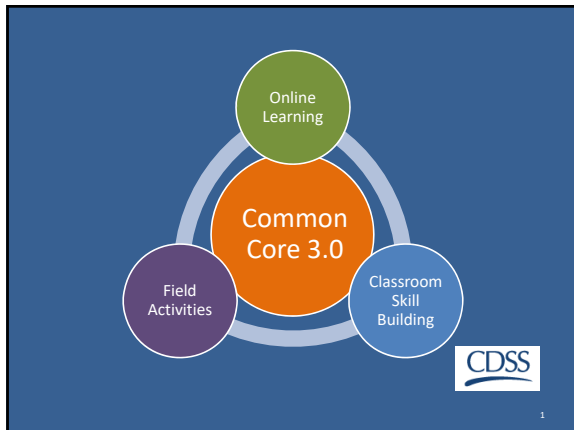 Online
Learning
Common
Core 3.0
Field
Activities
Classroom
Skill
Building
CDSS
1